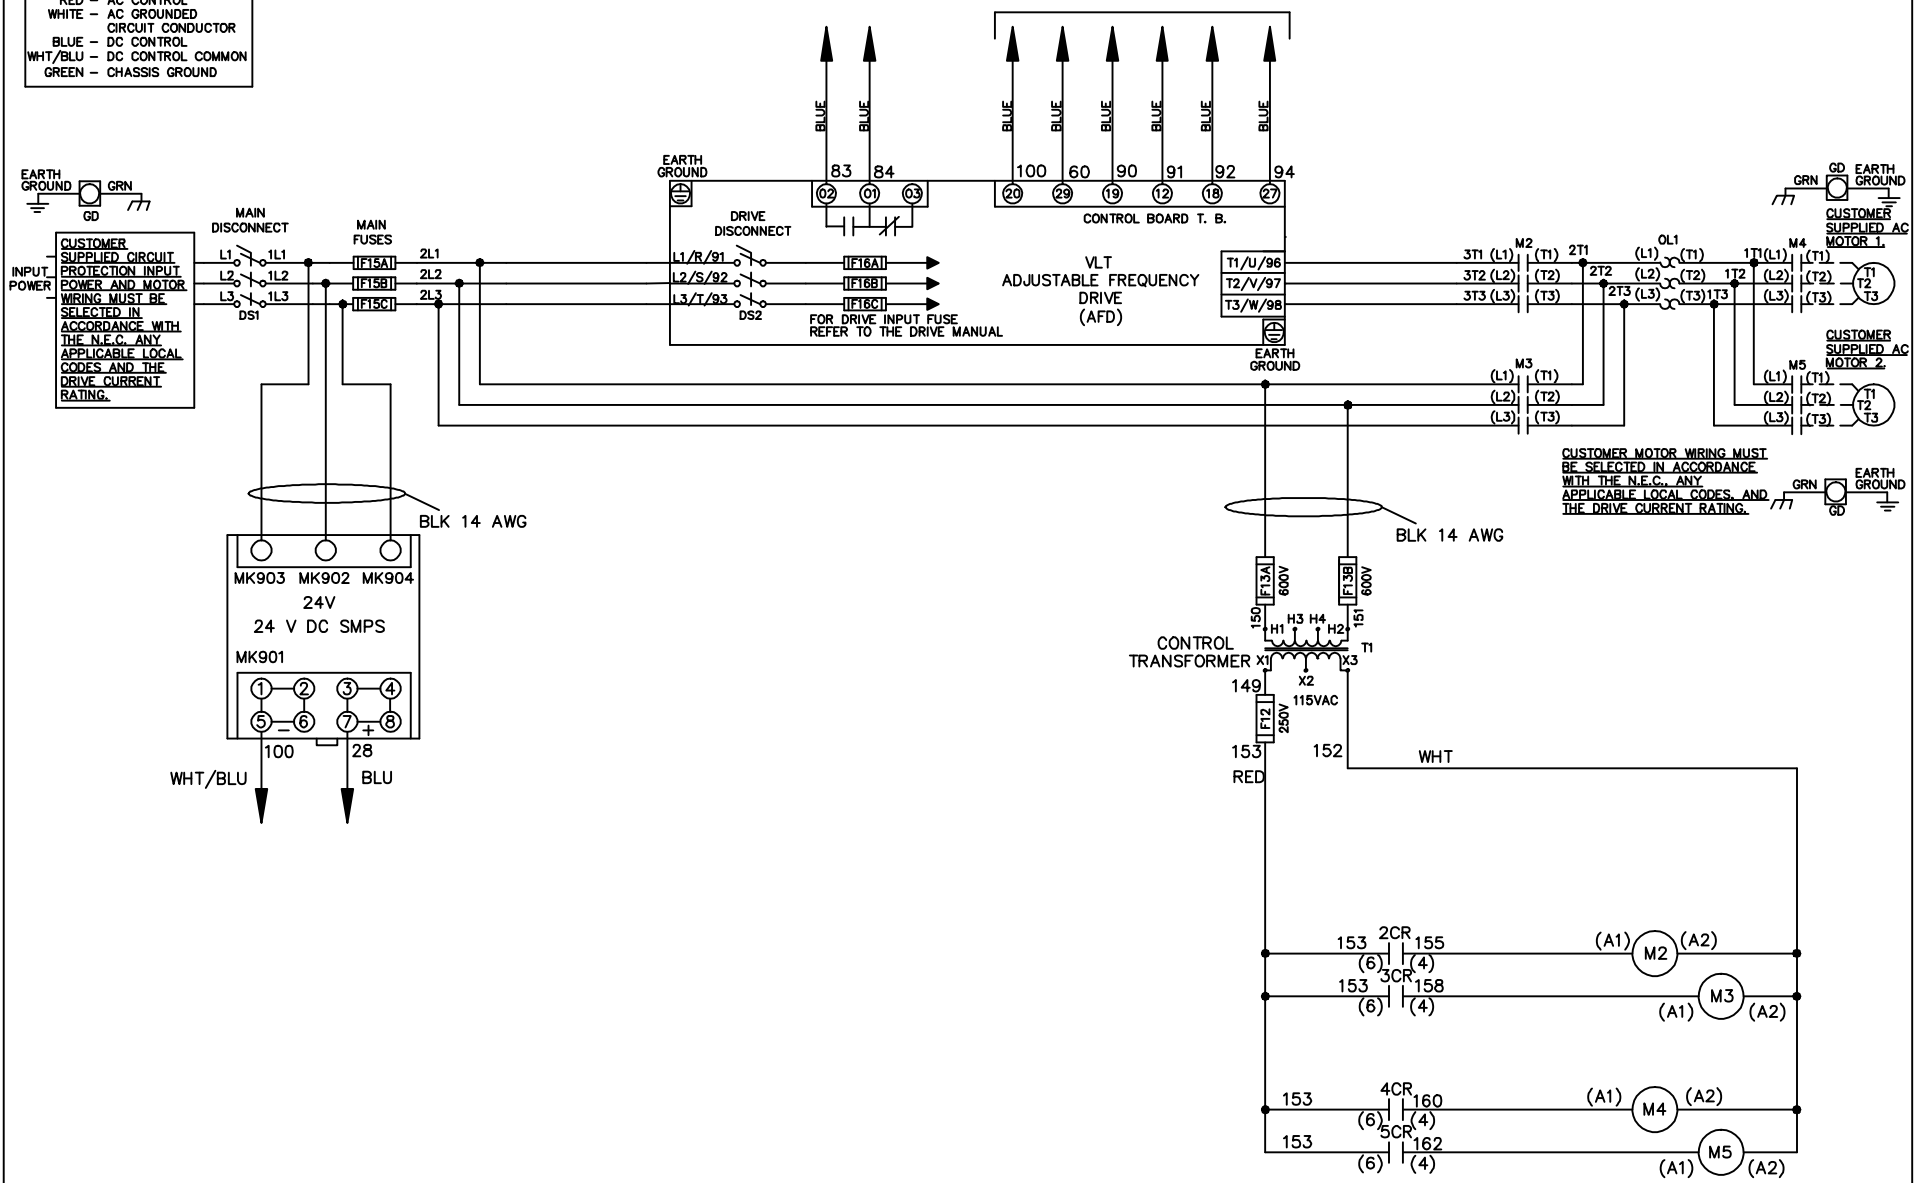 RED – AC CONTROL
WHITE – AC GROUNDED
CIRCUIT CONDUCTOR
BLUE – DC CONTROL
WHT/BLU – DC CONTROL COMMON
GREEN – CHASSIS GROUND
BLUE
BLUE
BLUE
BLUE
BLUE
BLUE
BLUE
BLUE
EARTH
GROUND
GRN
GD
MAIN
DISCONNECT
MAIN
FUSES
INPUT
POWER
CUSTOMER
SUPPLIED CIRCUIT
PROTECTION INPUT
POWER AND MOTOR
WIRING MUST BE
SELECTED IN
ACCORDANCE WITH
THE N.E.C. ANY
APPLICABLE LOCAL
CODES AND THE
DRIVE CURRENT
RATING.
L1 1L1 F15A 2L1
L2 1L2 F15B 2L2
L3 1L3 F15C 2L3
DS1
EARTH
GROUND
83 84
02 01 03
100 60 90 91 92 94
20 29 19 12 18 27
CONTROL BOARD T. B.
DRIVE
DISCONNECT
L1/R/91 F16A
L2/S/92 F16B
L3/T/93 F16C
DS2
FOR DRIVE INPUT FUSE
REFER TO THE DRIVE MANUAL
VLT
ADJUSTABLE FREQUENCY
DRIVE
(AFD)
T1/U/96
T2/V/97
T3/W/98
EARTH
GROUND
M2
3T1 (L1) (T1) 2T1
3T2 (L2) (T2) 2T2
3T3 (L3) (T3) 2T3
OL1
(L1) (T1) 1T1
(L2) (T2) 1T2
(L3) (T3) 1T3
M4
(L1) (T1)
(L2) (T2)
(L3) (T3)
T1
T2
T3
GRN
GD
EARTH
GROUND
CUSTOMER
SUPPLIED AC
MOTOR 1.
M3
(L1) (T1)
(L2) (T2)
(L3) (T3)
CUSTOMER
SUPPLIED AC
MOTOR 2.
M5
(L1) (T1)
(L2) (T2)
(L3) (T3)
T1
T2
T3
CUSTOMER MOTOR WIRING MUST
BE SELECTED IN ACCORDANCE
WITH THE N.E.C., ANY
APPLICABLE LOCAL CODES, AND
THE DRIVE CURRENT RATING.
GRN
GD
EARTH
GROUND
BLK 14 AWG
MK903 MK902 MK904
24V
24 V DC SMPS
MK901
1 2 3 4
5 – 6 7 + 8
100 28
WHT/BLU BLU
BLK 14 AWG
F13A 600V
F13B 600V
150
151
H1 H3 H4 H2
T1
CONTROL
TRANSFORMER
X1 X3
X2
149
115VAC
F12 250V
153
RED
152
WHT
2CR
153 155
(6) (4)
(A1) M2 (A2)
3CR
153 158
(6) (4)
(A1) M3 (A2)
4CR
153 160
(6) (4)
(A1) M4 (A2)
5CR
153 162
(6) (4)
(A1) M5 (A2)